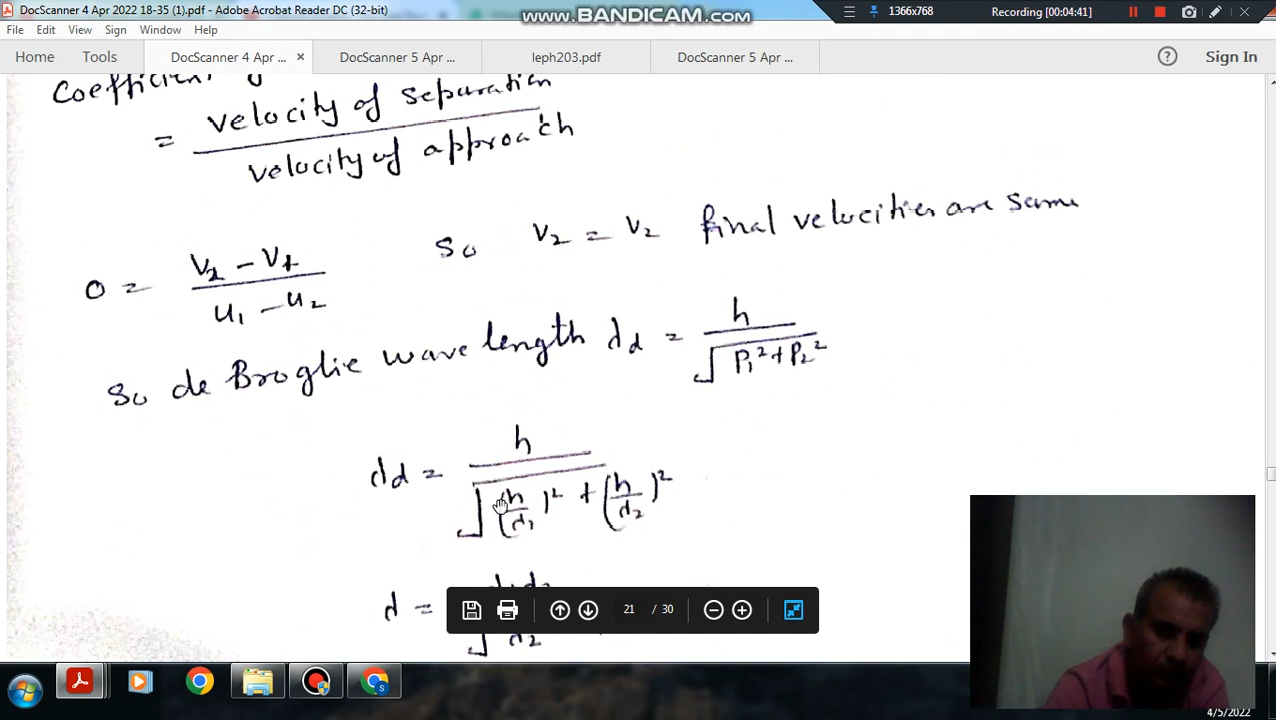 DocScanner 4 Apr 2022 18-35 (1).pdf - Adobe Acrobat Reader DC (32-bit)
www.BANDICAM.com
1366x768
Recording [00:04:41]
File Edit View Sign Window Help
Home Tools DocScanner 4 Apr ... × DocScanner 5 Apr ... leph203.pdf DocScanner 5 Apr ... Sign In
Coefficient
= velocity of separation / velocity of approach
0 = (V2 - V1) / (u1 - u2) So V2 = V2 final velocities are same
So de Broglie wave length λd = h / √(P1² + P2²)
λd = h / √((h/λ1)² + (h/λ2)²)
λ =
21 / 30
4/5/2022